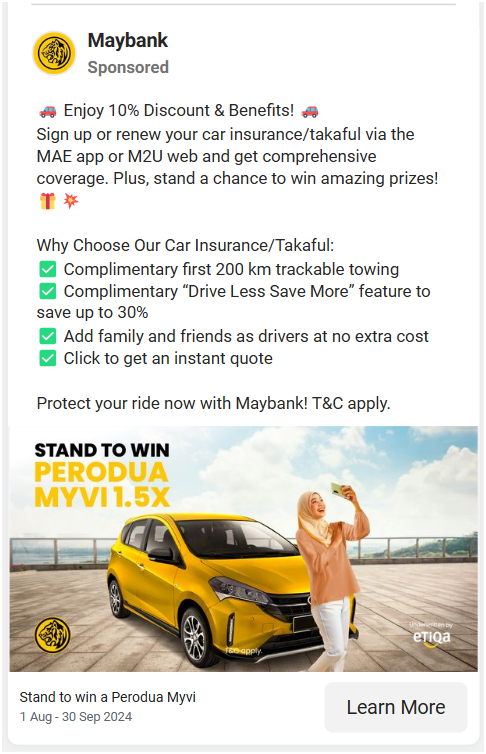 Maybank
Sponsored
🚗 Enjoy 10% Discount & Benefits! 🚗
Sign up or renew your car insurance/takaful via the
MAE app or M2U web and get comprehensive
coverage. Plus, stand a chance to win amazing prizes!
🎁 💥
Why Choose Our Car Insurance/Takaful:
✅ Complimentary first 200 km trackable towing
✅ Complimentary “Drive Less Save More” feature to
save up to 30%
✅ Add family and friends as drivers at no extra cost
✅ Click to get an instant quote
Protect your ride now with Maybank! T&C apply.
STAND TO WIN
PERODUA
MYVI 1.5X
Underwritten by
eTiQa
T&C apply.
Stand to win a Perodua Myvi
1 Aug - 30 Sep 2024
Learn More